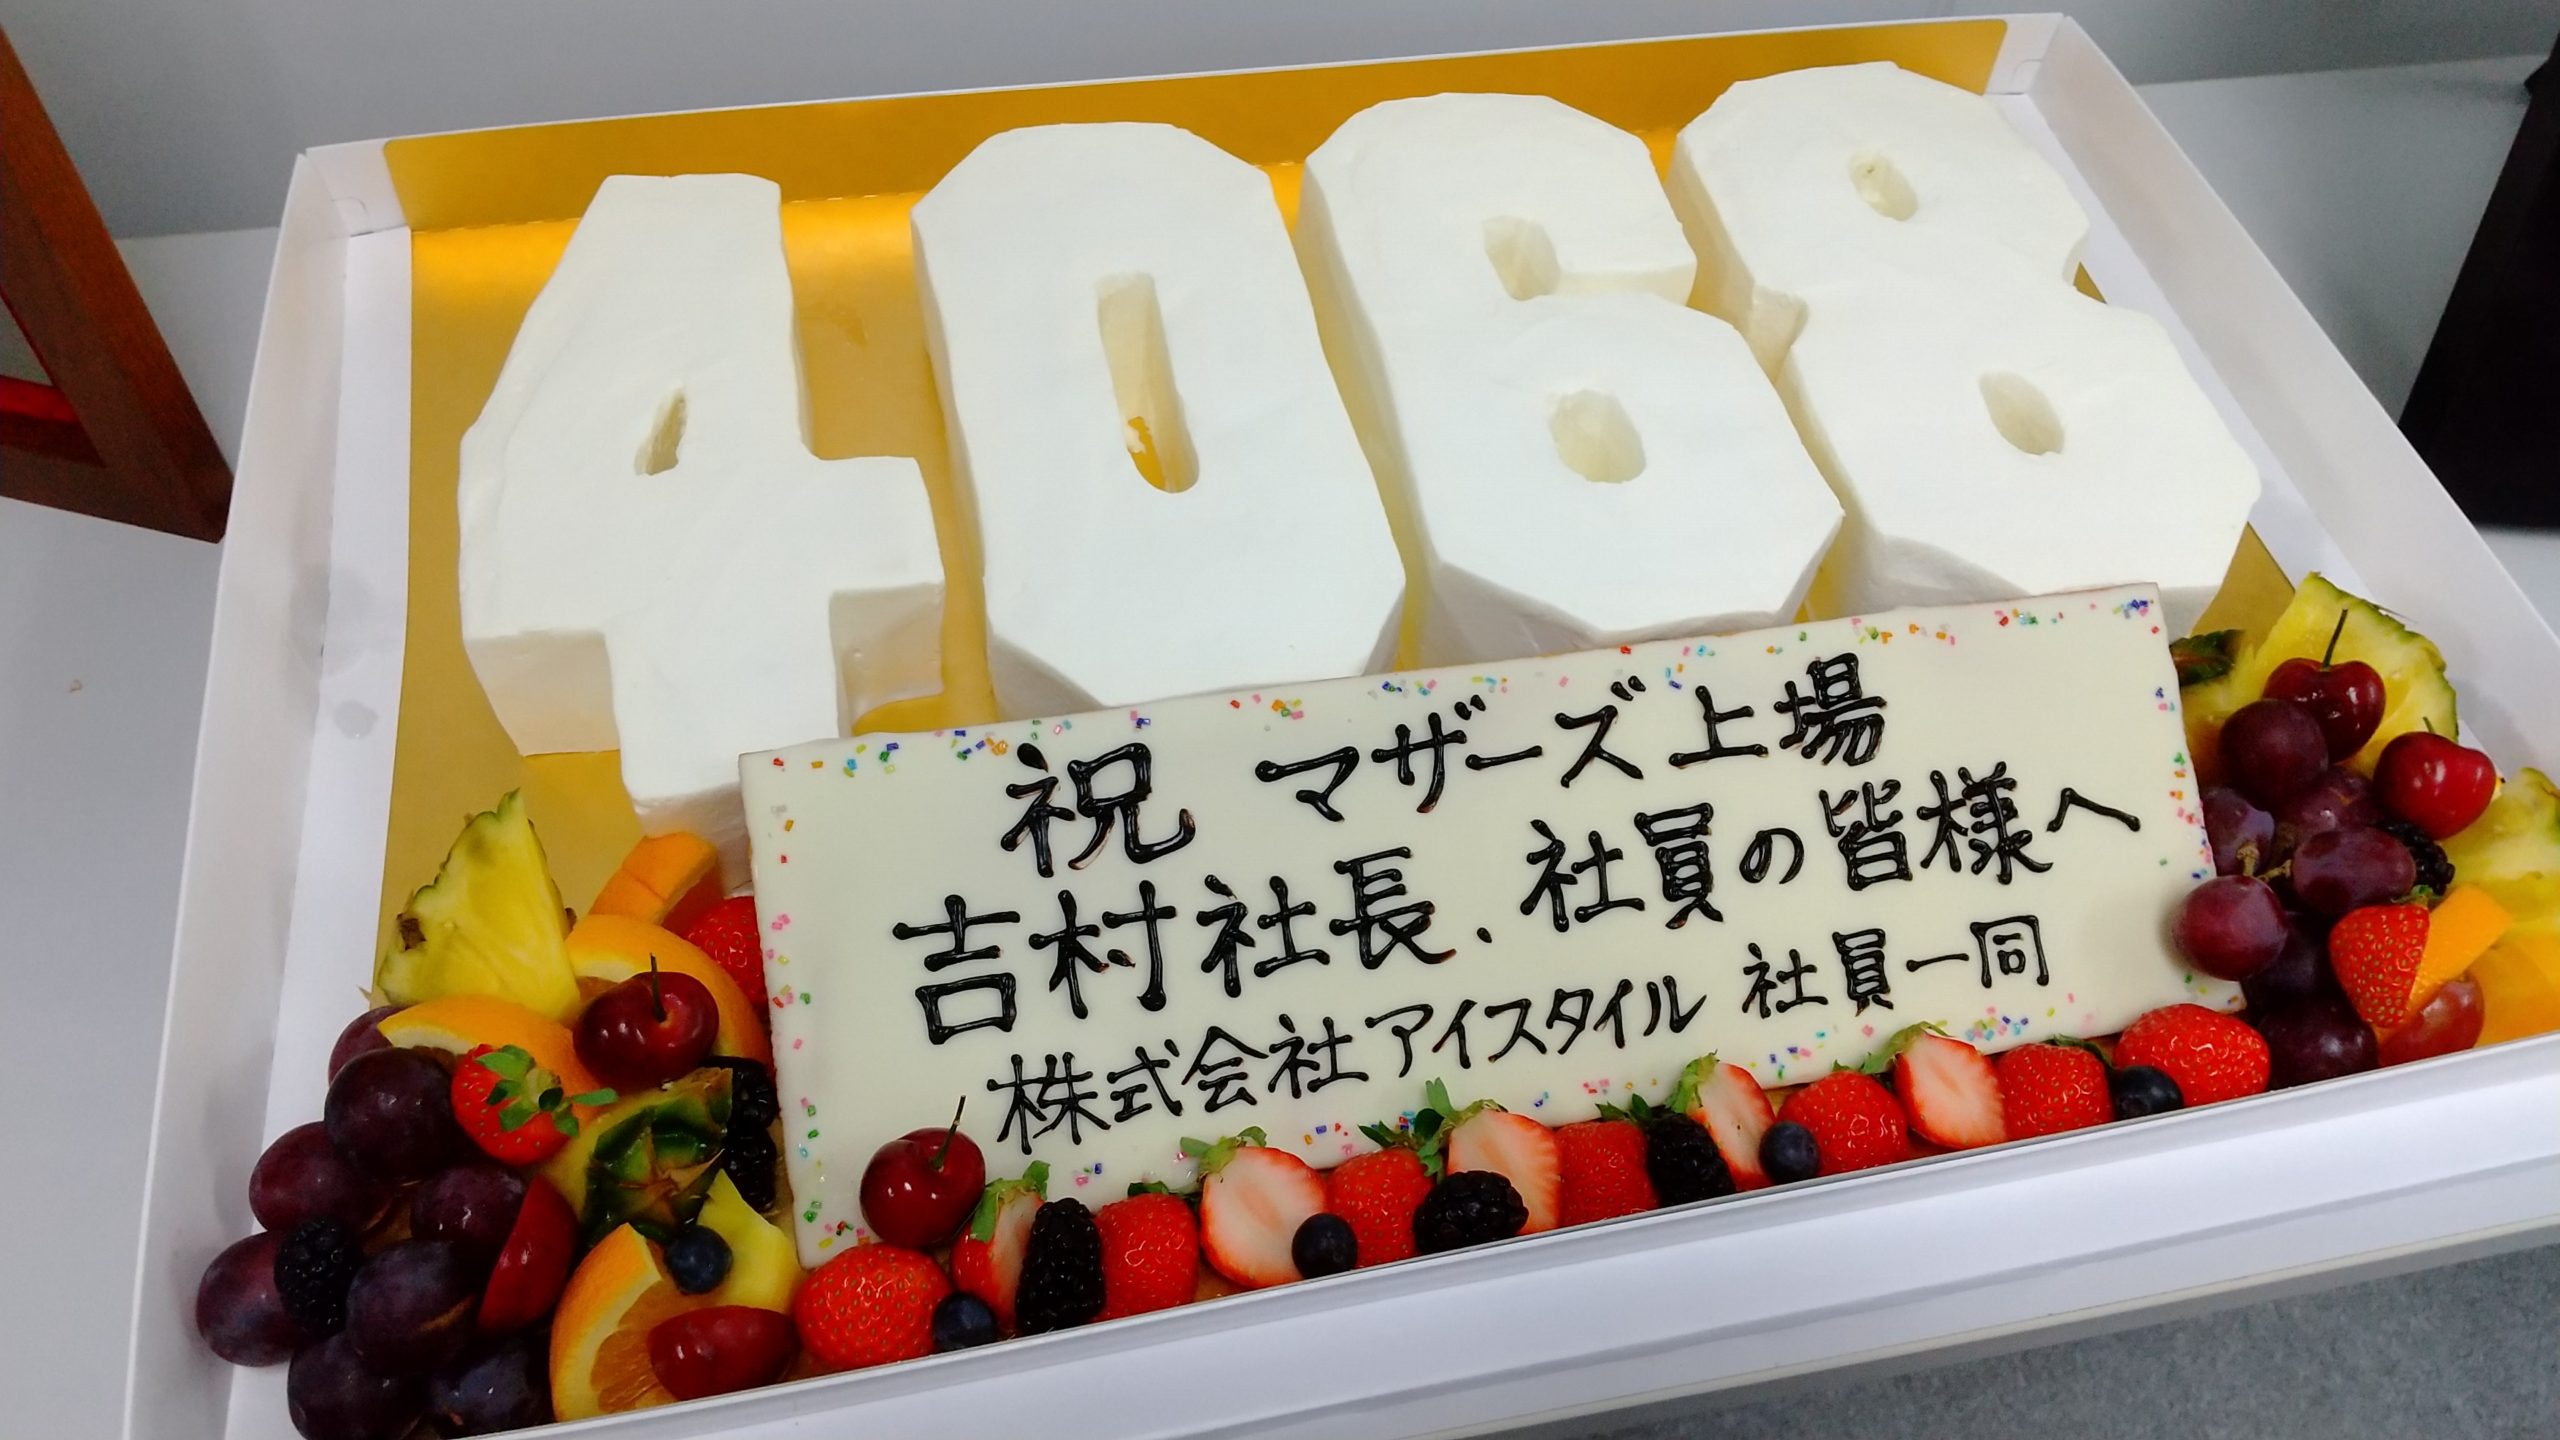 4068
祝 マザーズ上場
吉村社長、社員の皆様へ
株式会社アイスタイル 社員一同